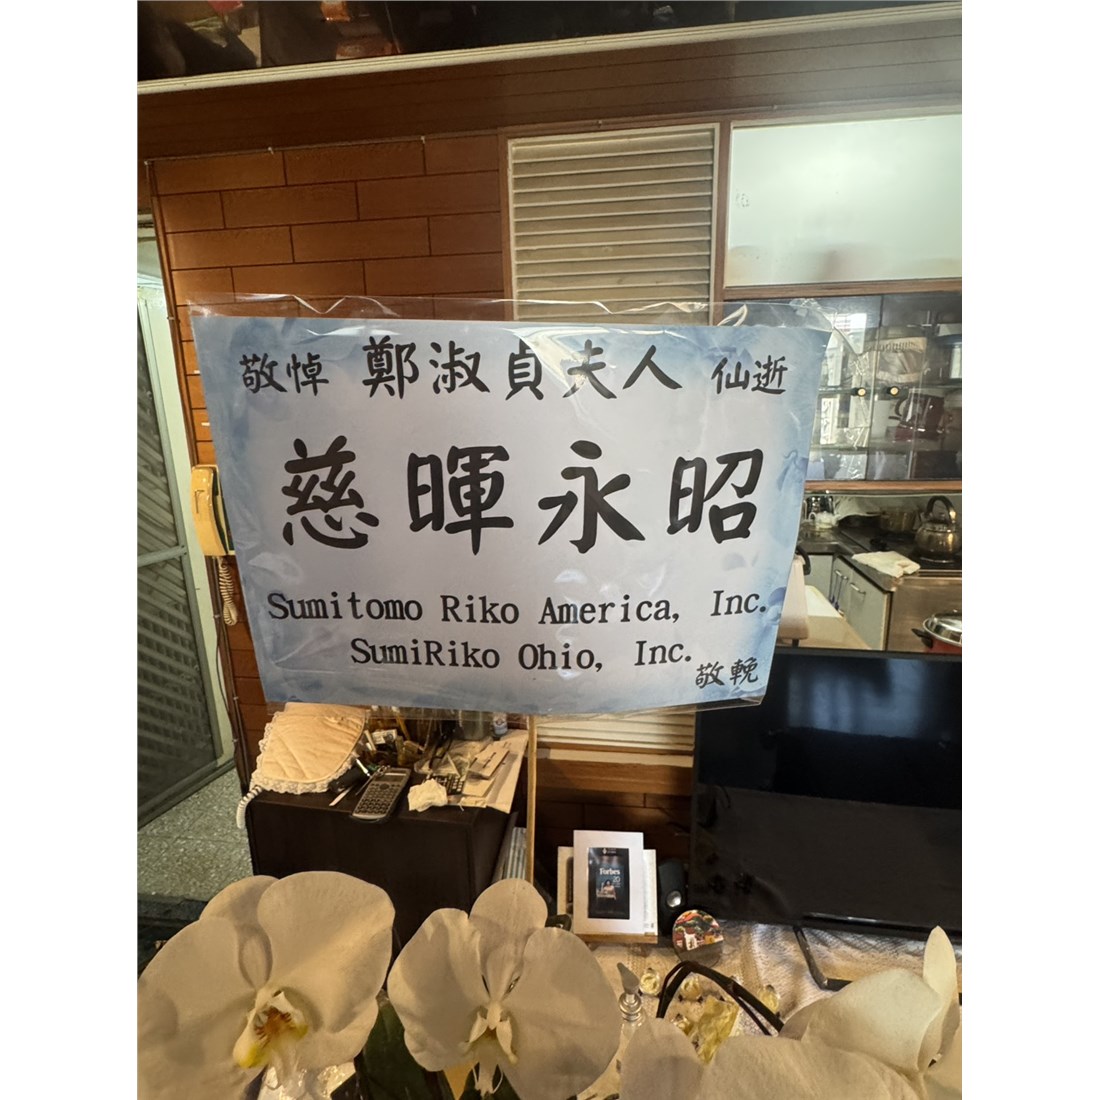 敬悼 鄭淑貞夫人 仙逝
慈暉永昭
Sumitomo Riko America, Inc.
SumiRiko Ohio, Inc.
敬輓
Forbes